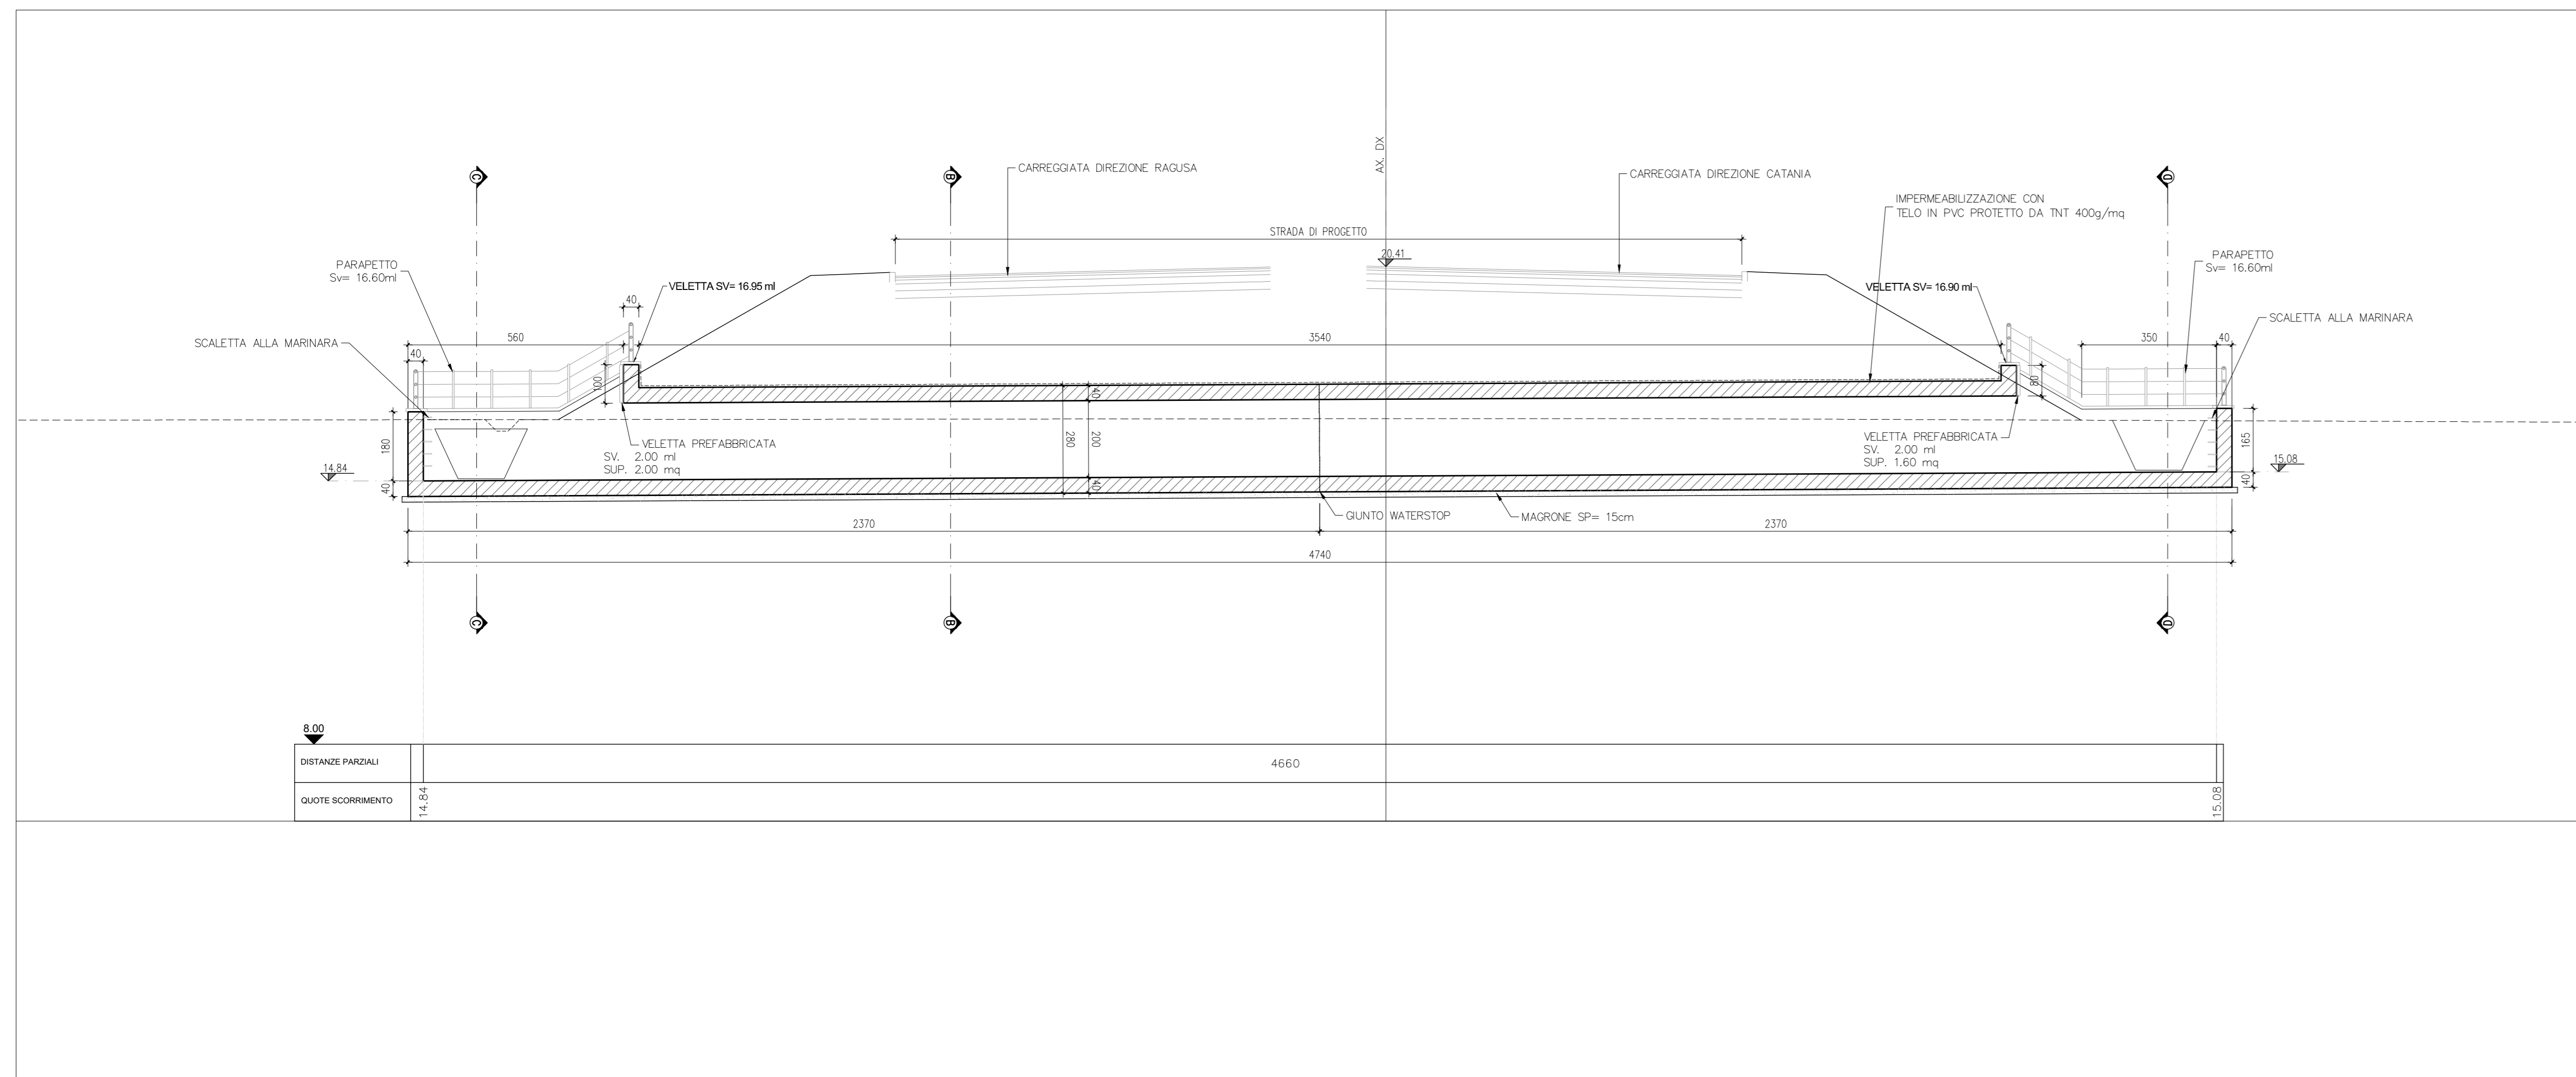 AX. DX
C
B
D
CARREGGIATA DIREZIONE RAGUSA
CARREGGIATA DIREZIONE CATANIA
IMPERMEABILIZZAZIONE CON
TELO IN PVC PROTETTO DA TNT 400g/mq
STRADA DI PROGETTO
20.41
PARAPETTO
Sv= 16.60ml
PARAPETTO
Sv= 16.60ml
VELETTA SV= 16.95 ml
VELETTA SV= 16.90 ml
40
SCALETTA ALLA MARINARA
SCALETTA ALLA MARINARA
560
3540
350
40
40
100
40
80
180
280
200
165
VELETTA PREFABBRICATA
SV. 2.00 ml
SUP. 2.00 mq
VELETTA PREFABBRICATA
SV. 2.00 ml
SUP. 1.60 mq
14.84
15.08
40
40
40
GIUNTO WATERSTOP
MAGRONE SP= 15cm
2370
2370
4740
C
B
D
8.00
DISTANZE PARZIALI
4660
QUOTE SCORRIMENTO
14.84
15.08